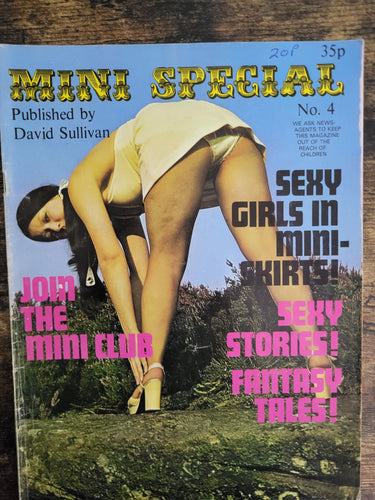 20P
35p
MINI SPECIAL
Published by
David Sullivan
No. 4
WE ASK NEWS-
AGENTS TO KEEP
THIS MAGAZINE
OUT OF THE
REACH OF
CHILDREN
SEXY
GIRLS IN
MINI-
SKIRTS!
JOIN
THE
MINI CLUB
SEXY
STORIES!
FANTASY
TALES!